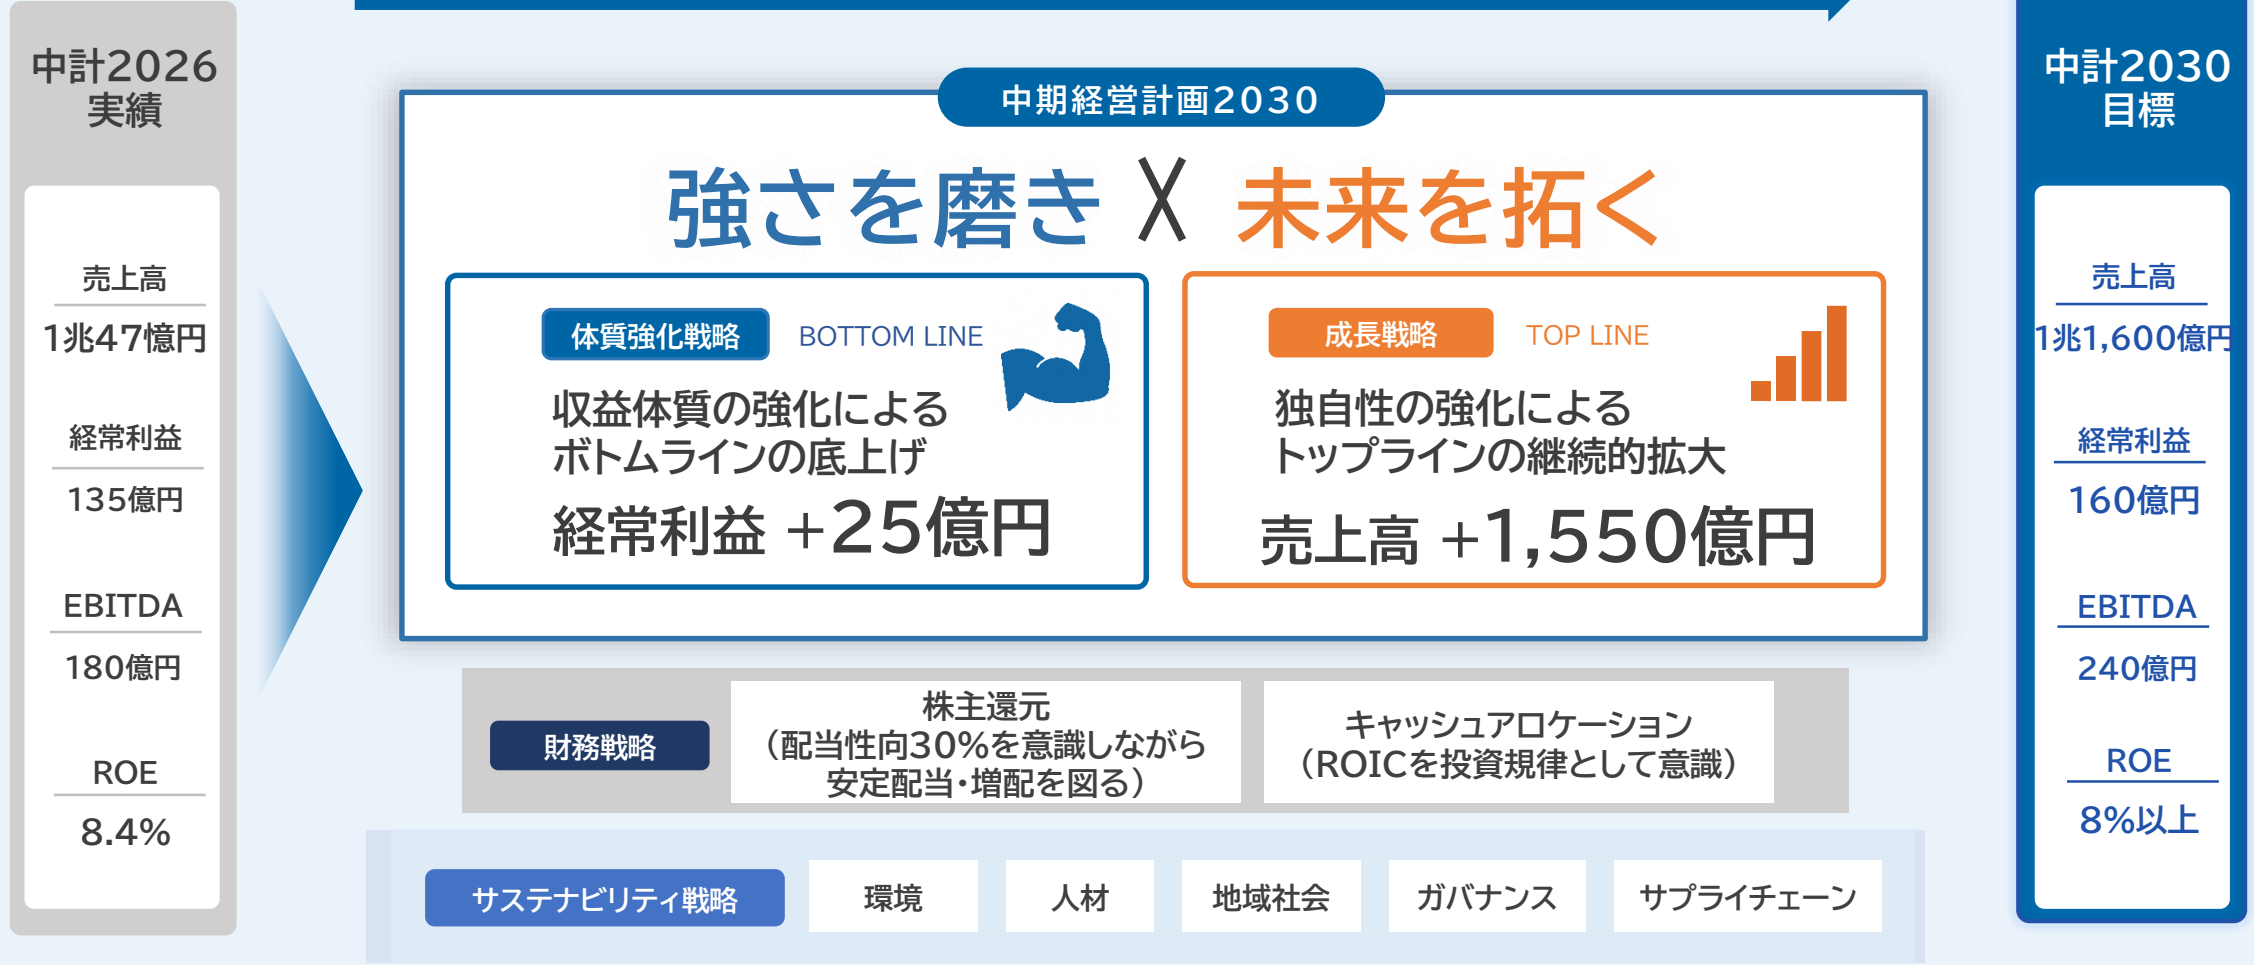 中計2026
実績
売上高
1兆47憶円
経常利益
135億円
EBITDA
180億円
ROE
8.4%
中期経営計画2030
強さを磨き X 未来を拓く
体質強化戦略 BOTTOM LINE
収益体質の強化による
ボトムラインの底上げ
経常利益 +25億円
成長戦略 TOP LINE
独自性の強化による
トップラインの継続的拡大
売上高 +1,550億円
財務戦略
株主還元
（配当性向30%を意識しながら
安定配当・増配を図る）
キャッシュアロケーション
（ROICを投資規律として意識）
サステナビリティ戦略
環境
人材
地域社会
ガバナンス
サプライチェーン
中計2030
目標
売上高
1兆1,600億円
経常利益
160億円
EBITDA
240億円
ROE
8%以上